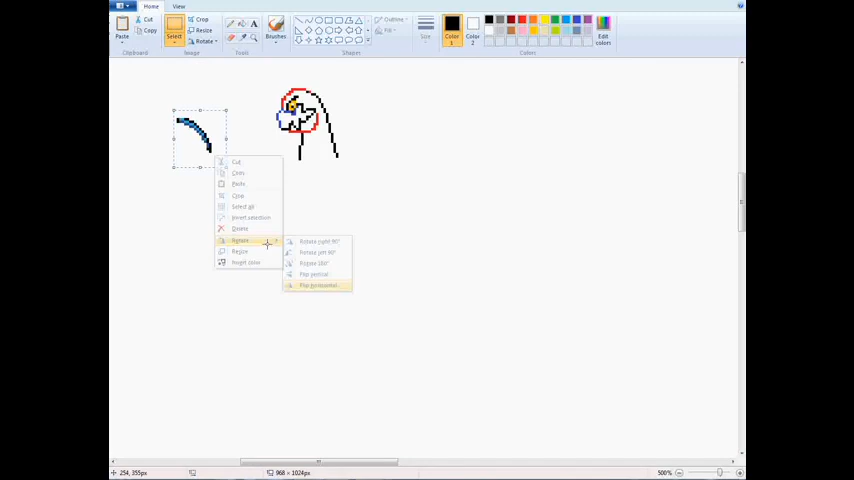 Home
View
Paste
Cut
Copy
Clipboard
Select
Crop
Resize
Rotate
Image
Tools
Brushes
Shapes
Outline
Fill
Size
Color 1
Color 2
Colors
Edit colors
Cut
Copy
Paste
Crop
Select all
Invert selection
Delete
Rotate
Resize
Invert color
Rotate right 90°
Rotate left 90°
Rotate 180°
Flip vertical
Flip horizontal
254, 355px
968 × 1024px
500%